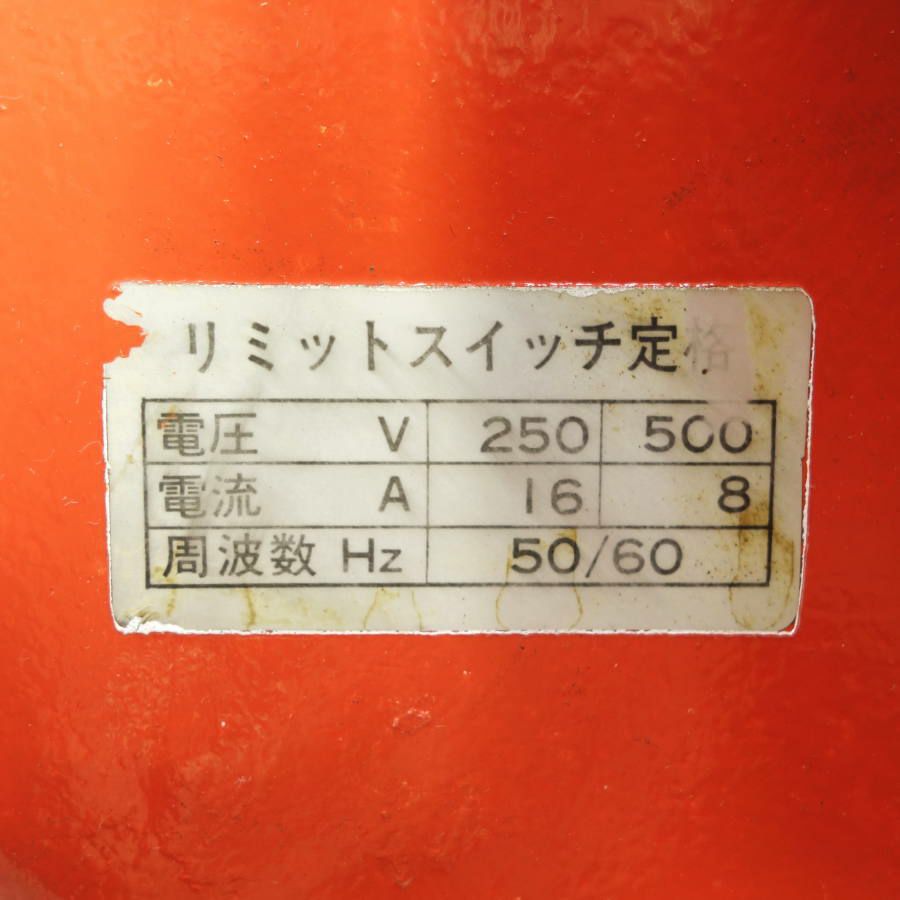 リミットスイッチ定格
電圧 V 250 500
電流 A 16 8
周波数 Hz 50/60